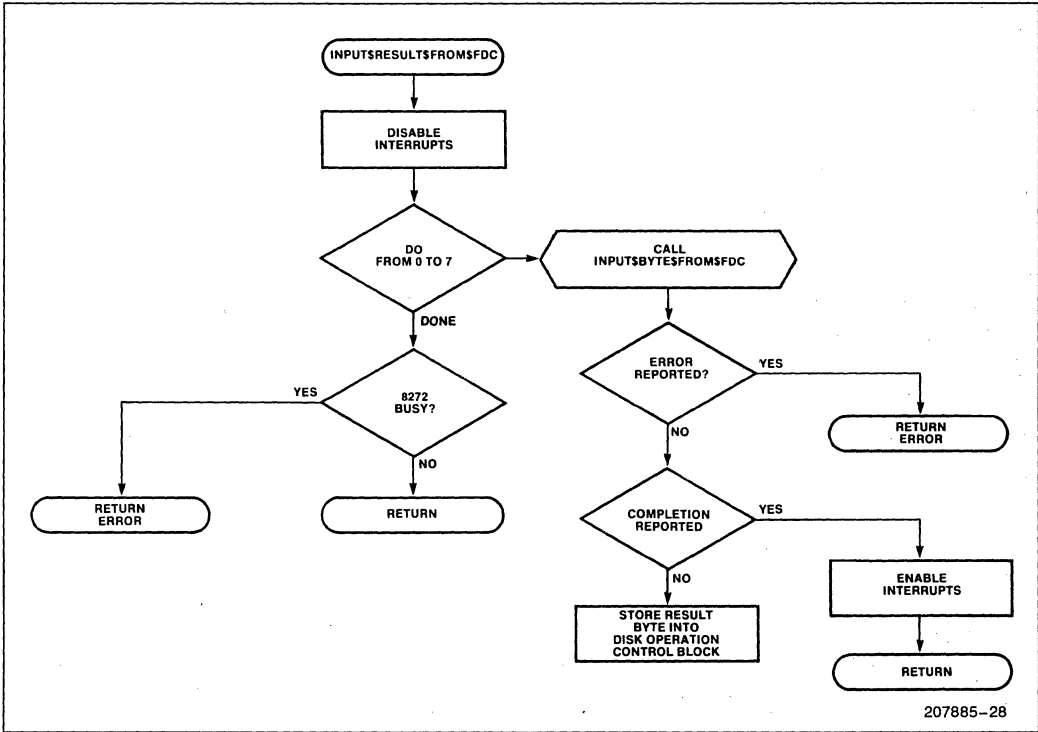 INPUT$RESULT$FROM$FDC
DISABLE
INTERRUPTS
DO
FROM 0 TO 7
CALL
INPUT$BYTE$FROM$FDC
DONE
8272
BUSY?
YES
NO
RETURN
ERROR
RETURN
ERROR
REPORTED?
YES
RETURN
ERROR
NO
COMPLETION
REPORTED
YES
NO
ENABLE
INTERRUPTS
STORE RESULT
BYTE INTO
DISK OPERATION
CONTROL BLOCK
RETURN
207885-28